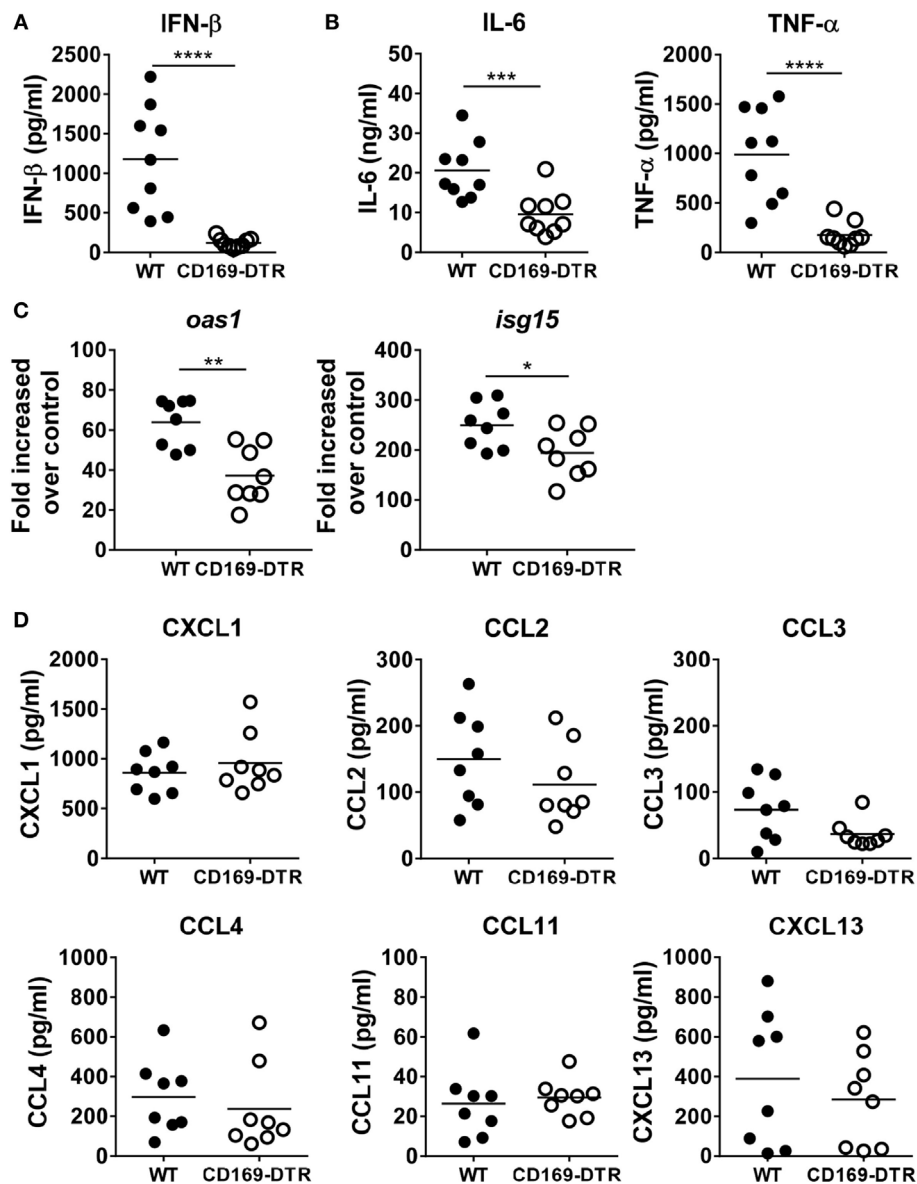 A
IFN-β
IFN-β (pg/ml)
2500
2000
1500
1000
500
0
****
WT CD169-DTR
B
IL-6
IL-6 (ng/ml)
50
40
30
20
10
0
***
WT CD169-DTR
TNF-α
TNF-α (pg/ml)
2000
1500
1000
500
0
****
WT CD169-DTR
C
oas1
Fold increased
over control
100
80
60
40
20
0
**
WT CD169-DTR
isg15
Fold increased
over control
400
300
200
100
0
*
WT CD169-DTR
D
CXCL1
CXCL1 (pg/ml)
2000
1500
1000
500
0
WT CD169-DTR
CCL2
CCL2 (pg/ml)
300
200
100
0
WT CD169-DTR
CCL3
CCL3 (pg/ml)
300
200
100
0
WT CD169-DTR
CCL4
CCL4 (pg/ml)
1000
800
600
400
200
0
WT CD169-DTR
CCL11
CCL11 (pg/ml)
100
80
60
40
20
0
WT CD169-DTR
CXCL13
CXCL13 (pg/ml)
1000
800
600
400
200
0
WT CD169-DTR